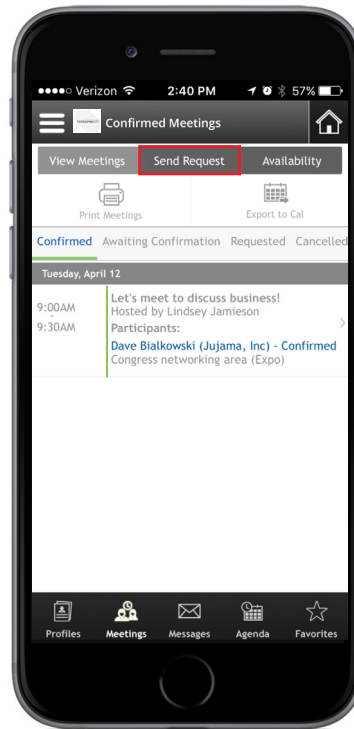 Verizon 2:40 PM 57%
Confirmed Meetings
View Meetings Send Request Availability
Print Meetings Export to Cal
Confirmed Awaiting Confirmation Requested Cancelled
Tuesday, April 12
9:00AM Let's meet to discuss business!
- Hosted by Lindsey Jamieson
9:30AM Participants:
Dave Bialkowski (Jujama, Inc) - Confirmed
Congress networking area (Expo)
Profiles Meetings Messages Agenda Favorites